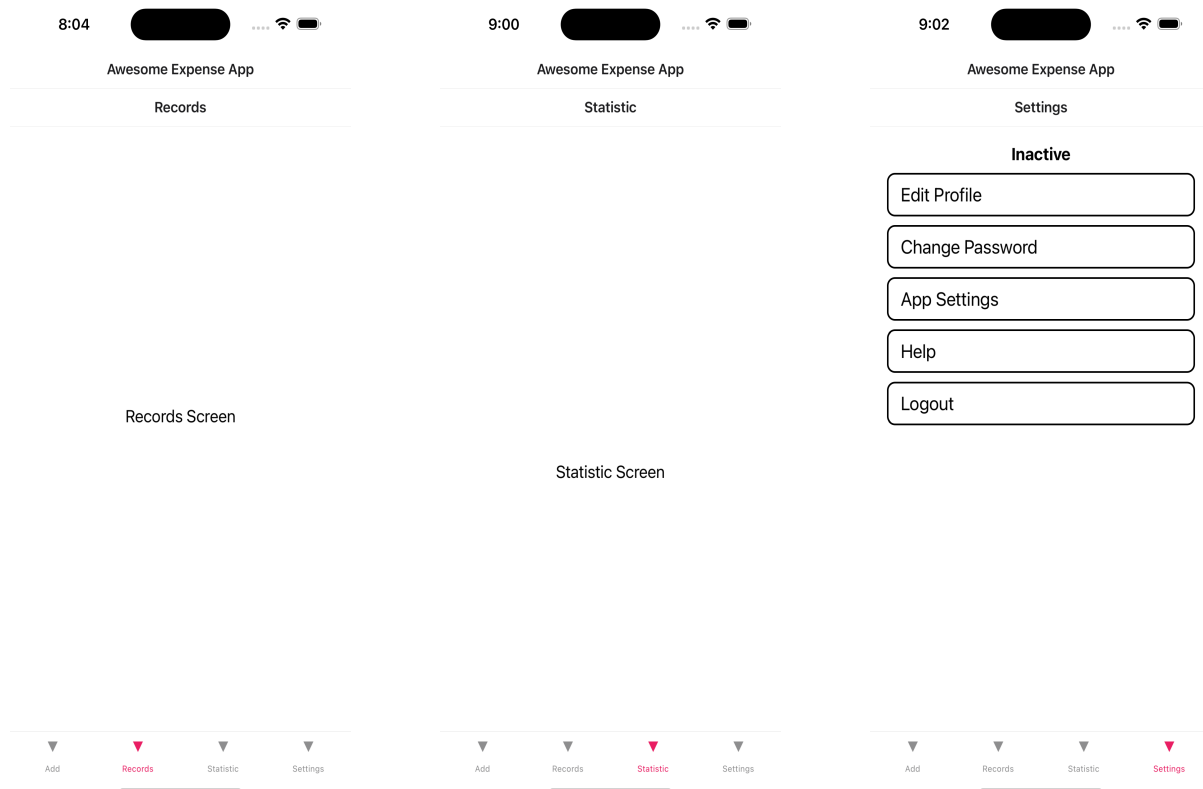 8:04
Awesome Expense App
Records
Records Screen
Add Records Statistic Settings
9:00
Awesome Expense App
Statistic
Statistic Screen
Add Records Statistic Settings
9:02
Awesome Expense App
Settings
Inactive
Edit Profile
Change Password
App Settings
Help
Logout
Add Records Statistic Settings